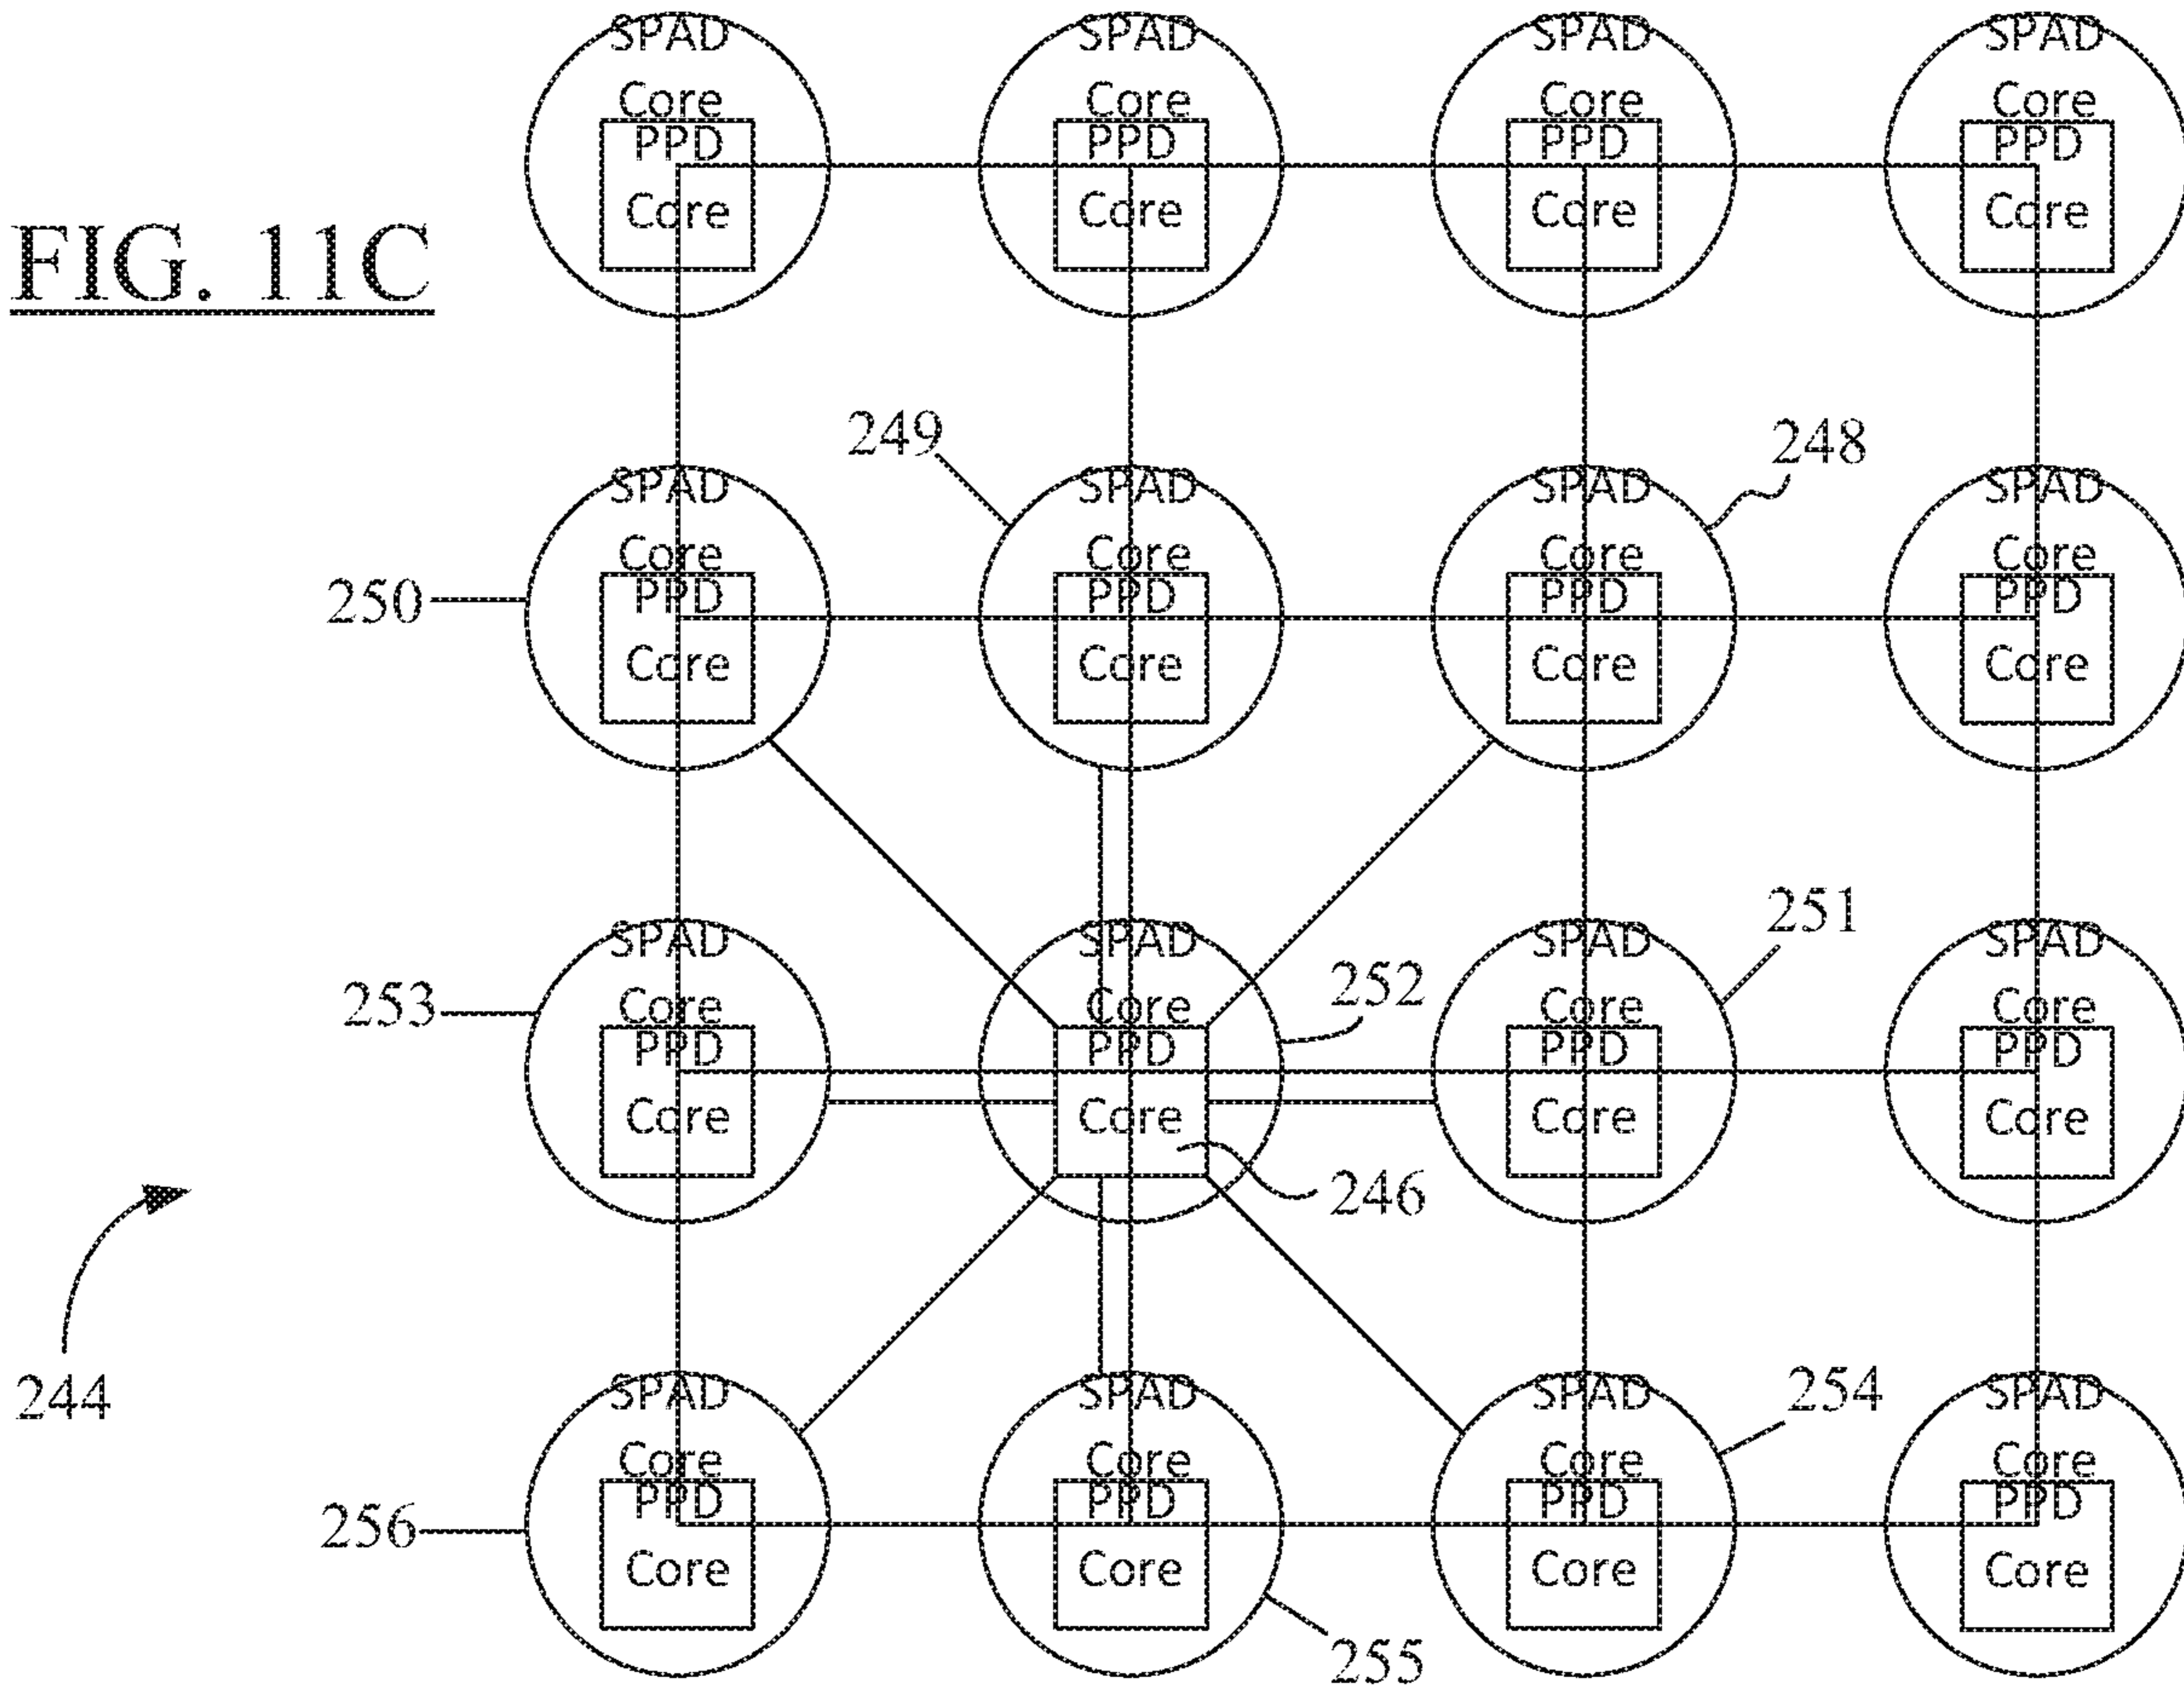 SPAD SPAD SPAD SPAD
Core Core Core Core
PPD PPD PPD PPD
Core Core Core Core
FIG. 11C
249 248
SPAD SPAD SPAD SPAD
Core Core Core Core
250 PPD PPD PPD PPD
Core Core Core Core
251
SPAD SPAD SPAD SPAD
253 Core Core 252 Core Core
PPD PPD PPD PPD
Core Core Core Core
246
244
SPAD SPAD SPAD 254 SPAD
Core Core Core Core
256 PPD PPD PPD PPD
Core Core Core Core
255